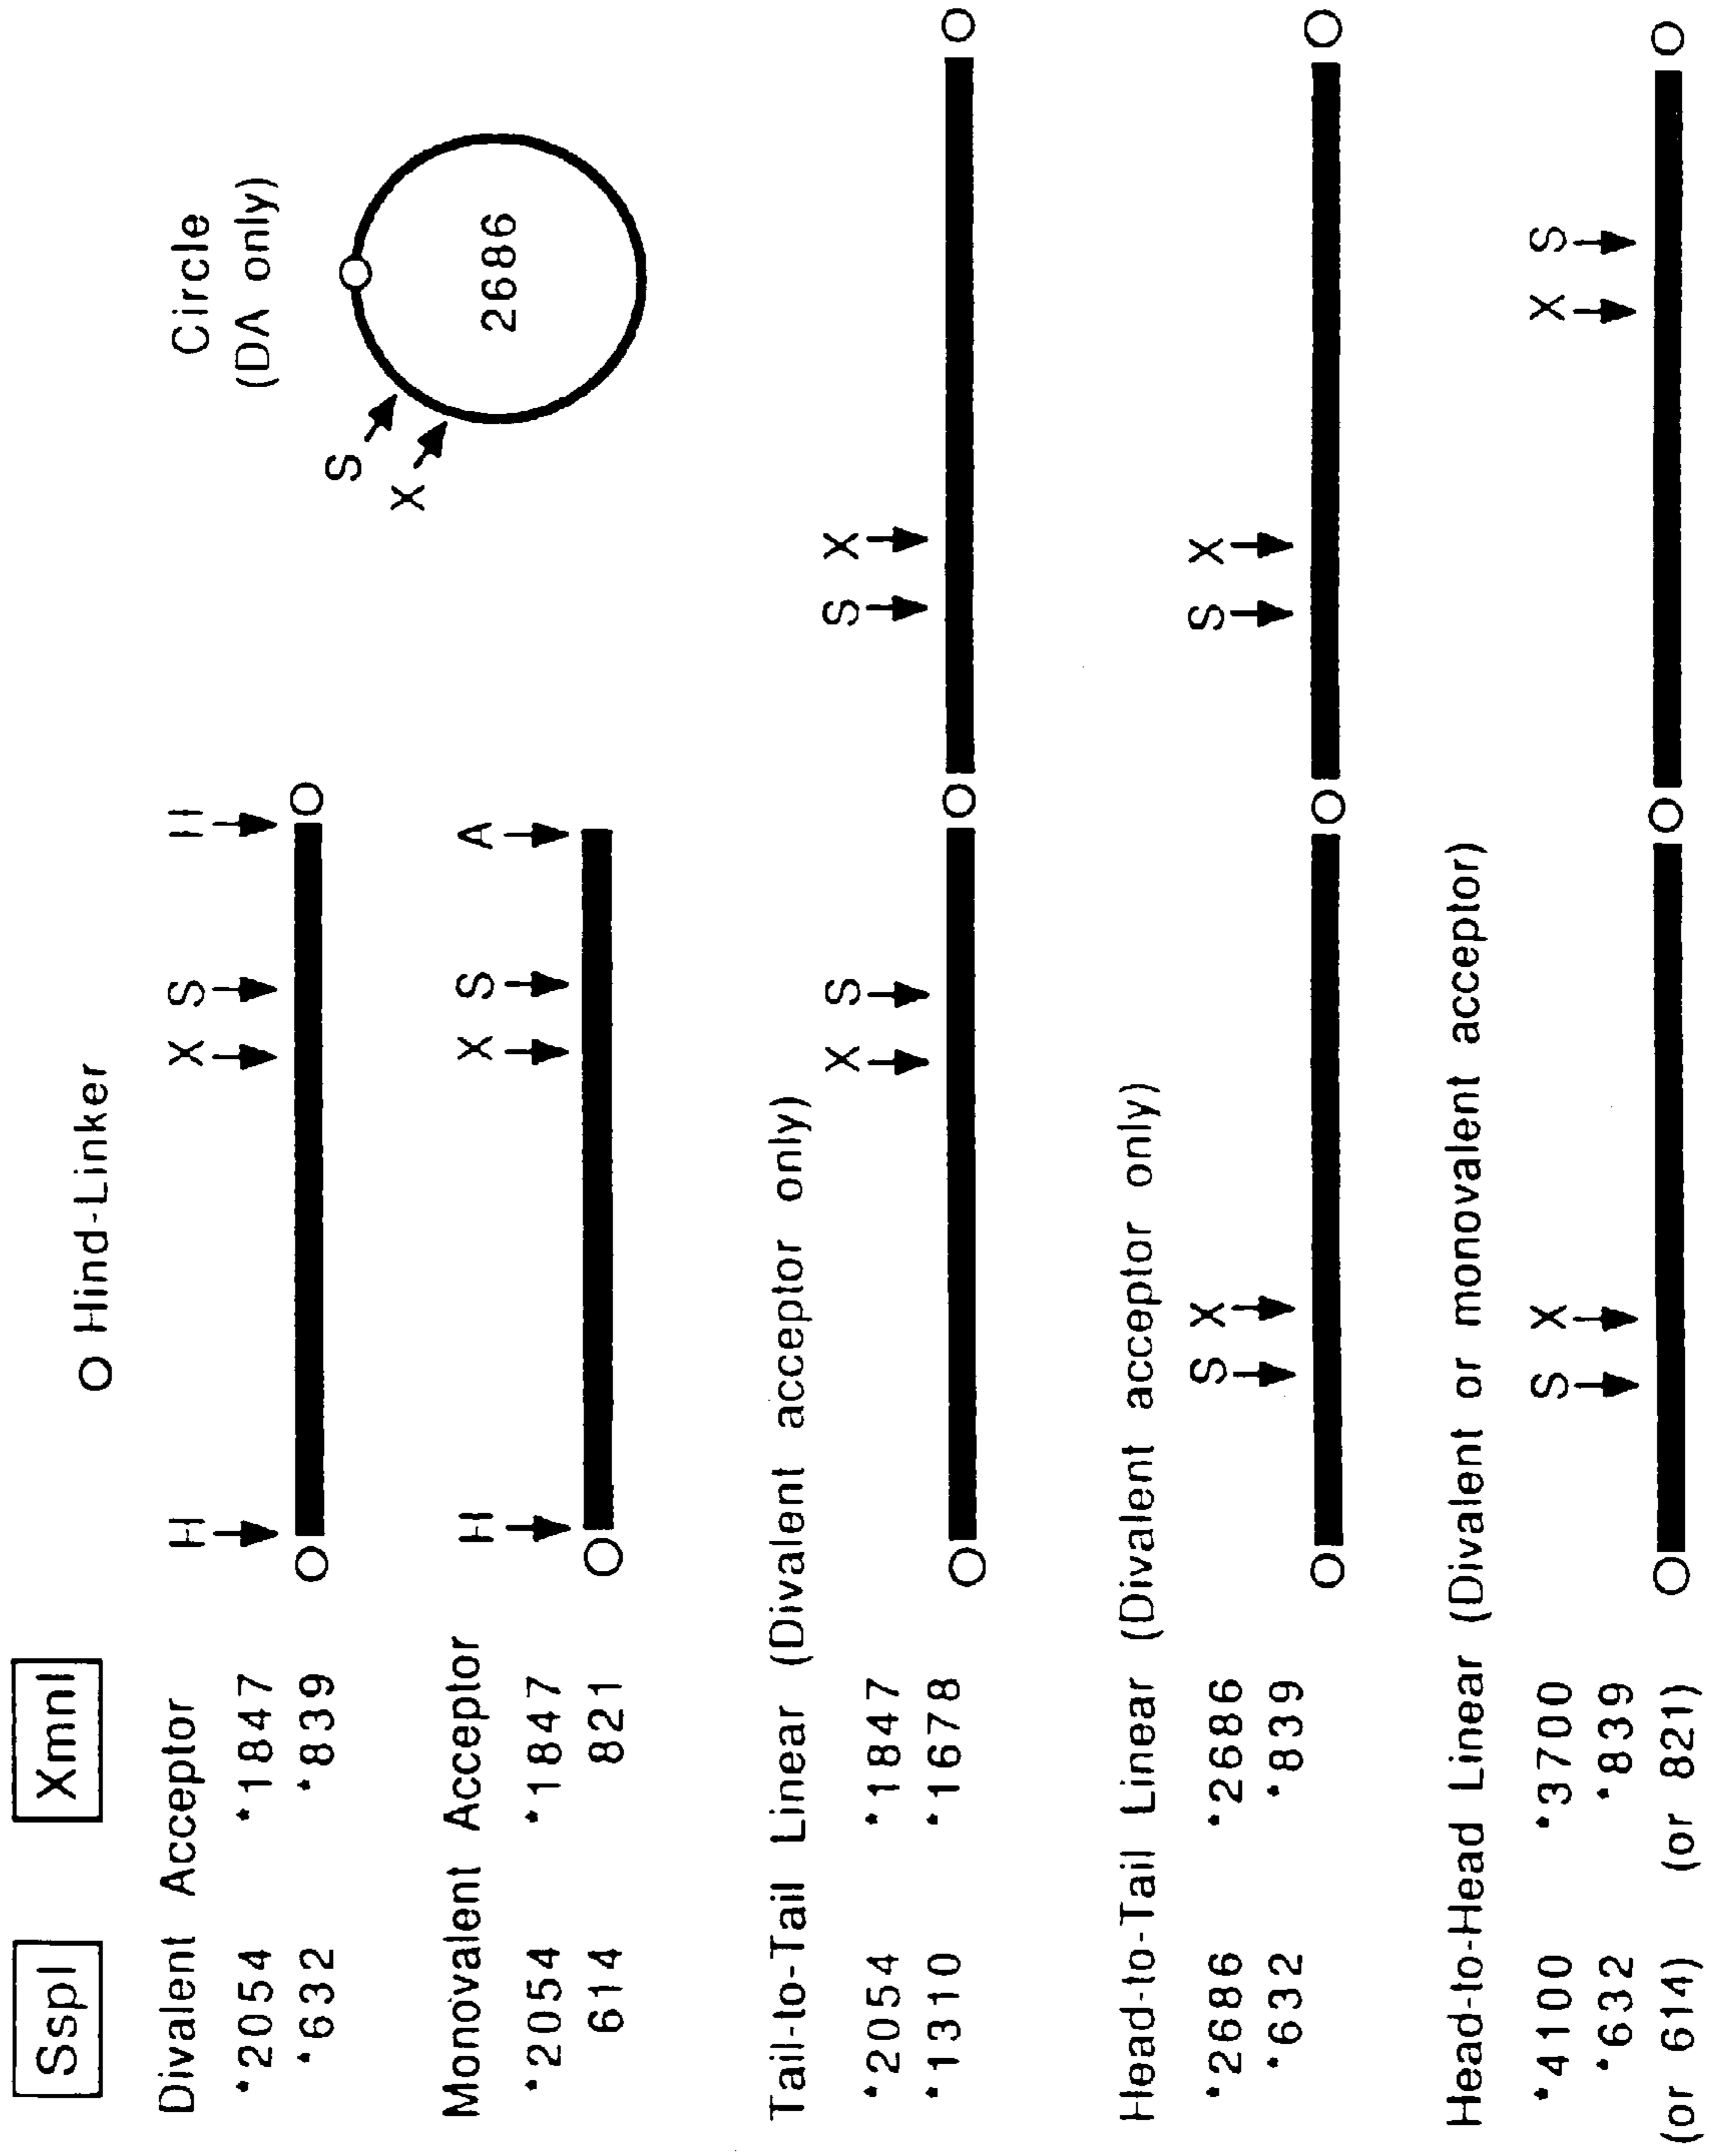 SspI XmnI
O Hind-Linker
Circle
(DA only)
Divalent Acceptor
*2054 *1847
*632 *839
H X S H
S
X
2686
Monovalent Acceptor
*2054 *1847
614 821
H X S A
Tail-to-Tail Linear (Divalent acceptor only)
*2054 *1847
*1310 *1678
X S S X
Head-to-Tail Linear (Divalent acceptor only)
*2686 *2686
*632 *839
S X S X
Head-to-Head Linear (Divalent or monovalent acceptor)
*4100 *3700
*632 *839
(or 614) (or 821)
S X X S